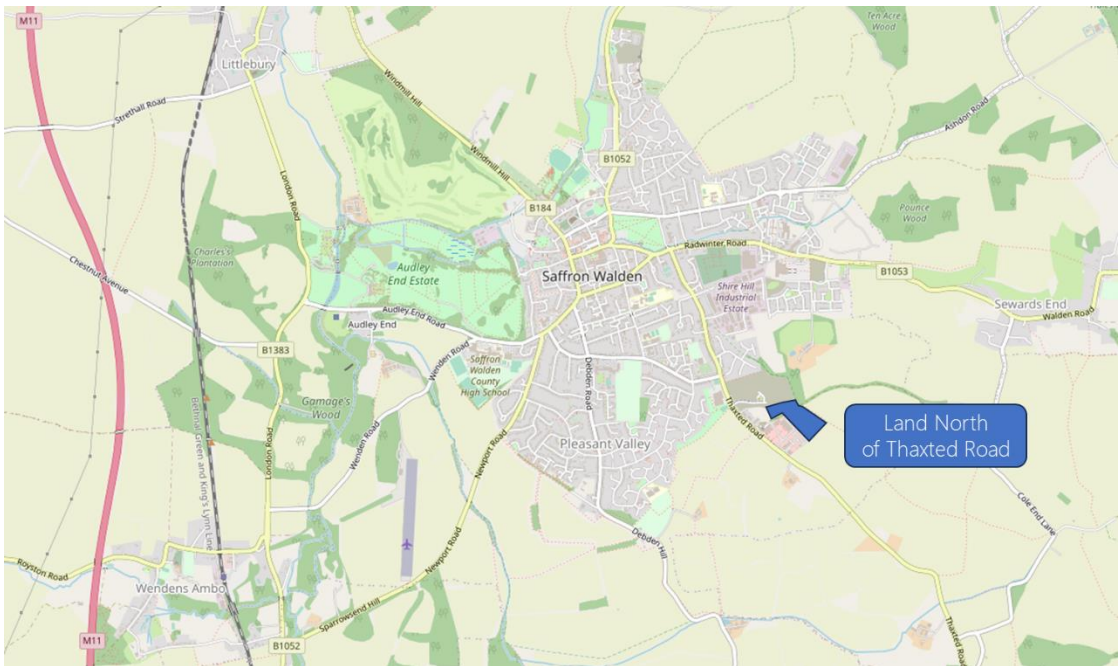 M11
Littlebury
Ten Acre
Wood
Strethall Road
Windmill Hill
Ashdon Road
B1052
London Road
Windmill Hill
Pounce
Wood
B184
Charles's
Plantation
Radwinter Road
Chestnut Avenue
Audley
End Estate
Saffron Walden
B1053
Shire Hill
Industrial
Estate
Sewards End
Walden Road
Audley End Road
Audley End
B1383
Wenden Road
Saffron
Walden
County
High School
Debden Road
Gamage's
Wood
Thaxted Road
Land North
of Thaxted Road
Pleasant Valley
Bethnal Green and King's Lynn Line
London Road
Wenden Road
Newport Road
Cole End Lane
Debden Hill
Royston Road
Newport Road
Wendens Ambo
Sparrowsend Hill
Thaxted Road
M11
B1052